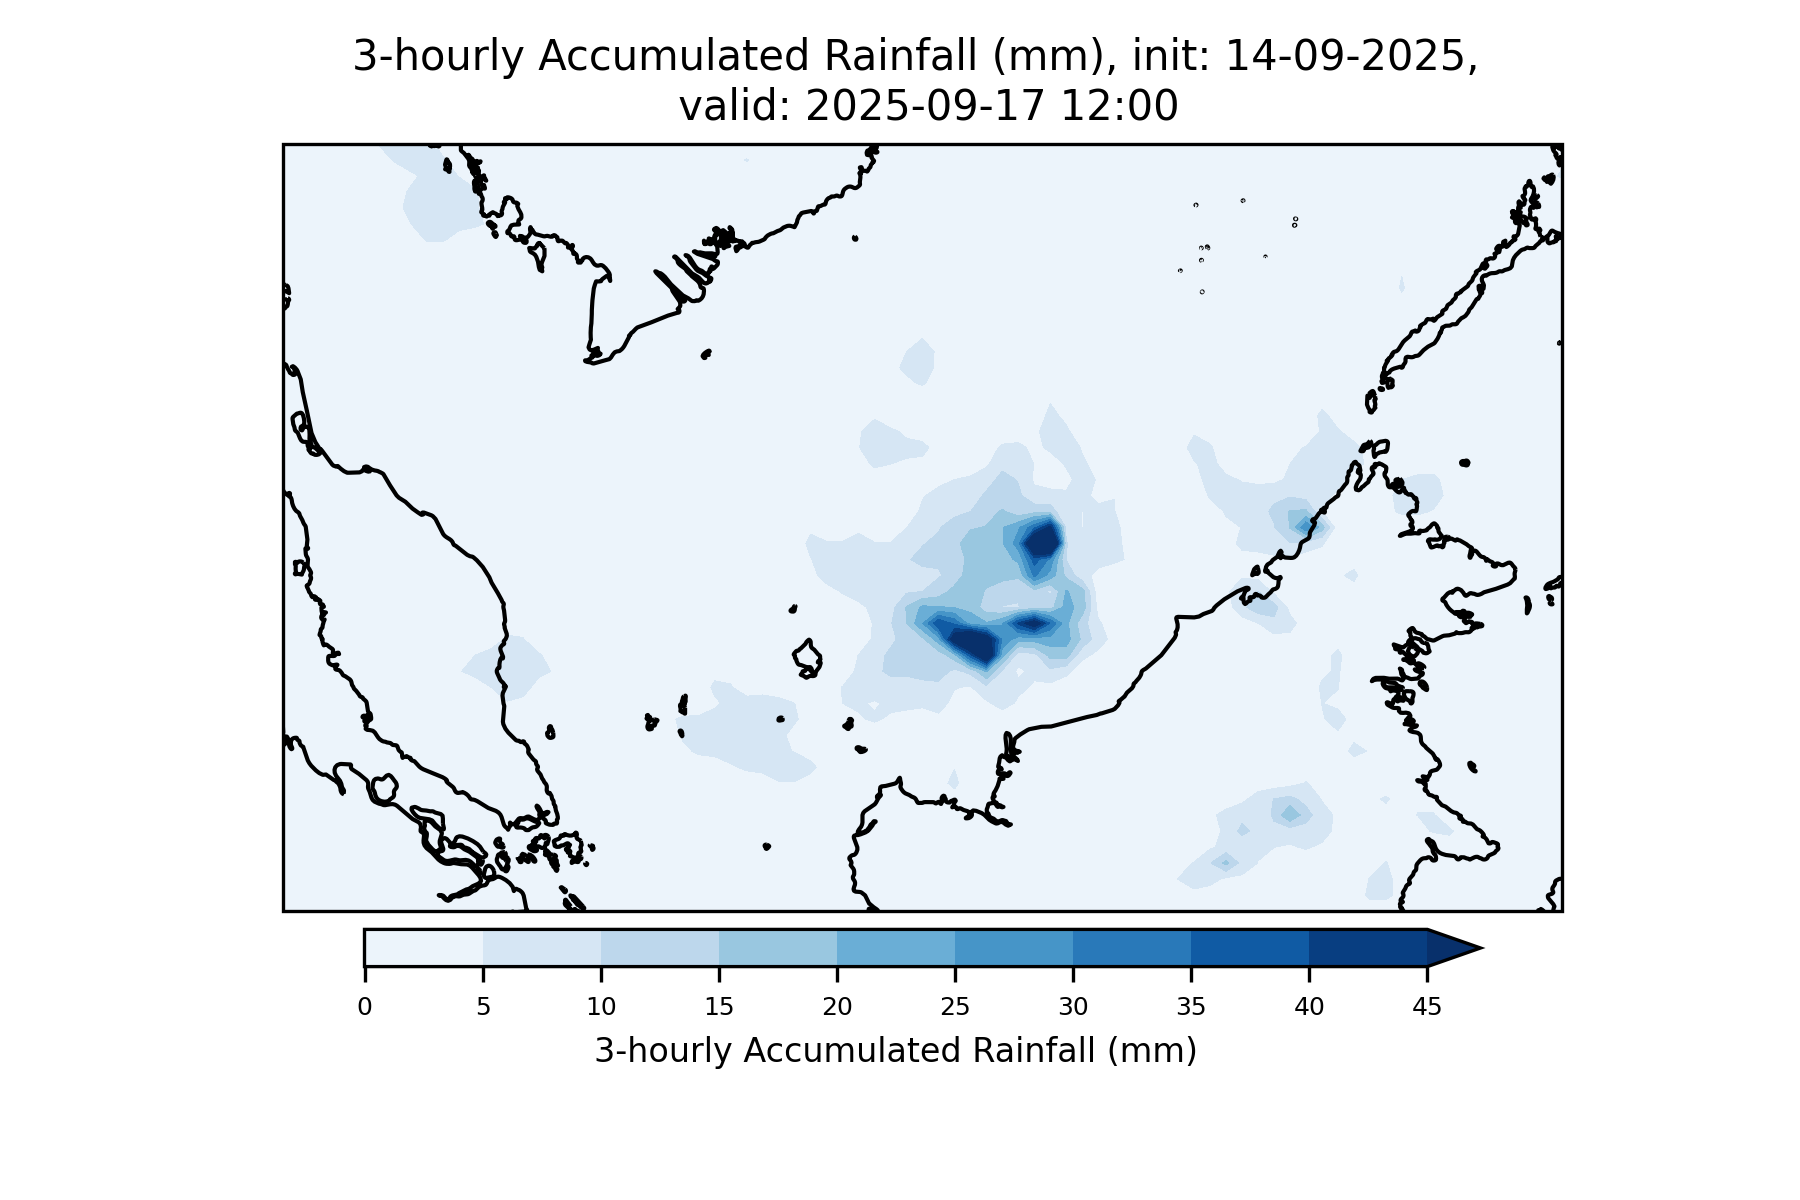 3-hourly Accumulated Rainfall (mm), init: 14-09-2025,
valid: 2025-09-17 12:00
0 5 10 15 20 25 30 35 40 45
3-hourly Accumulated Rainfall (mm)